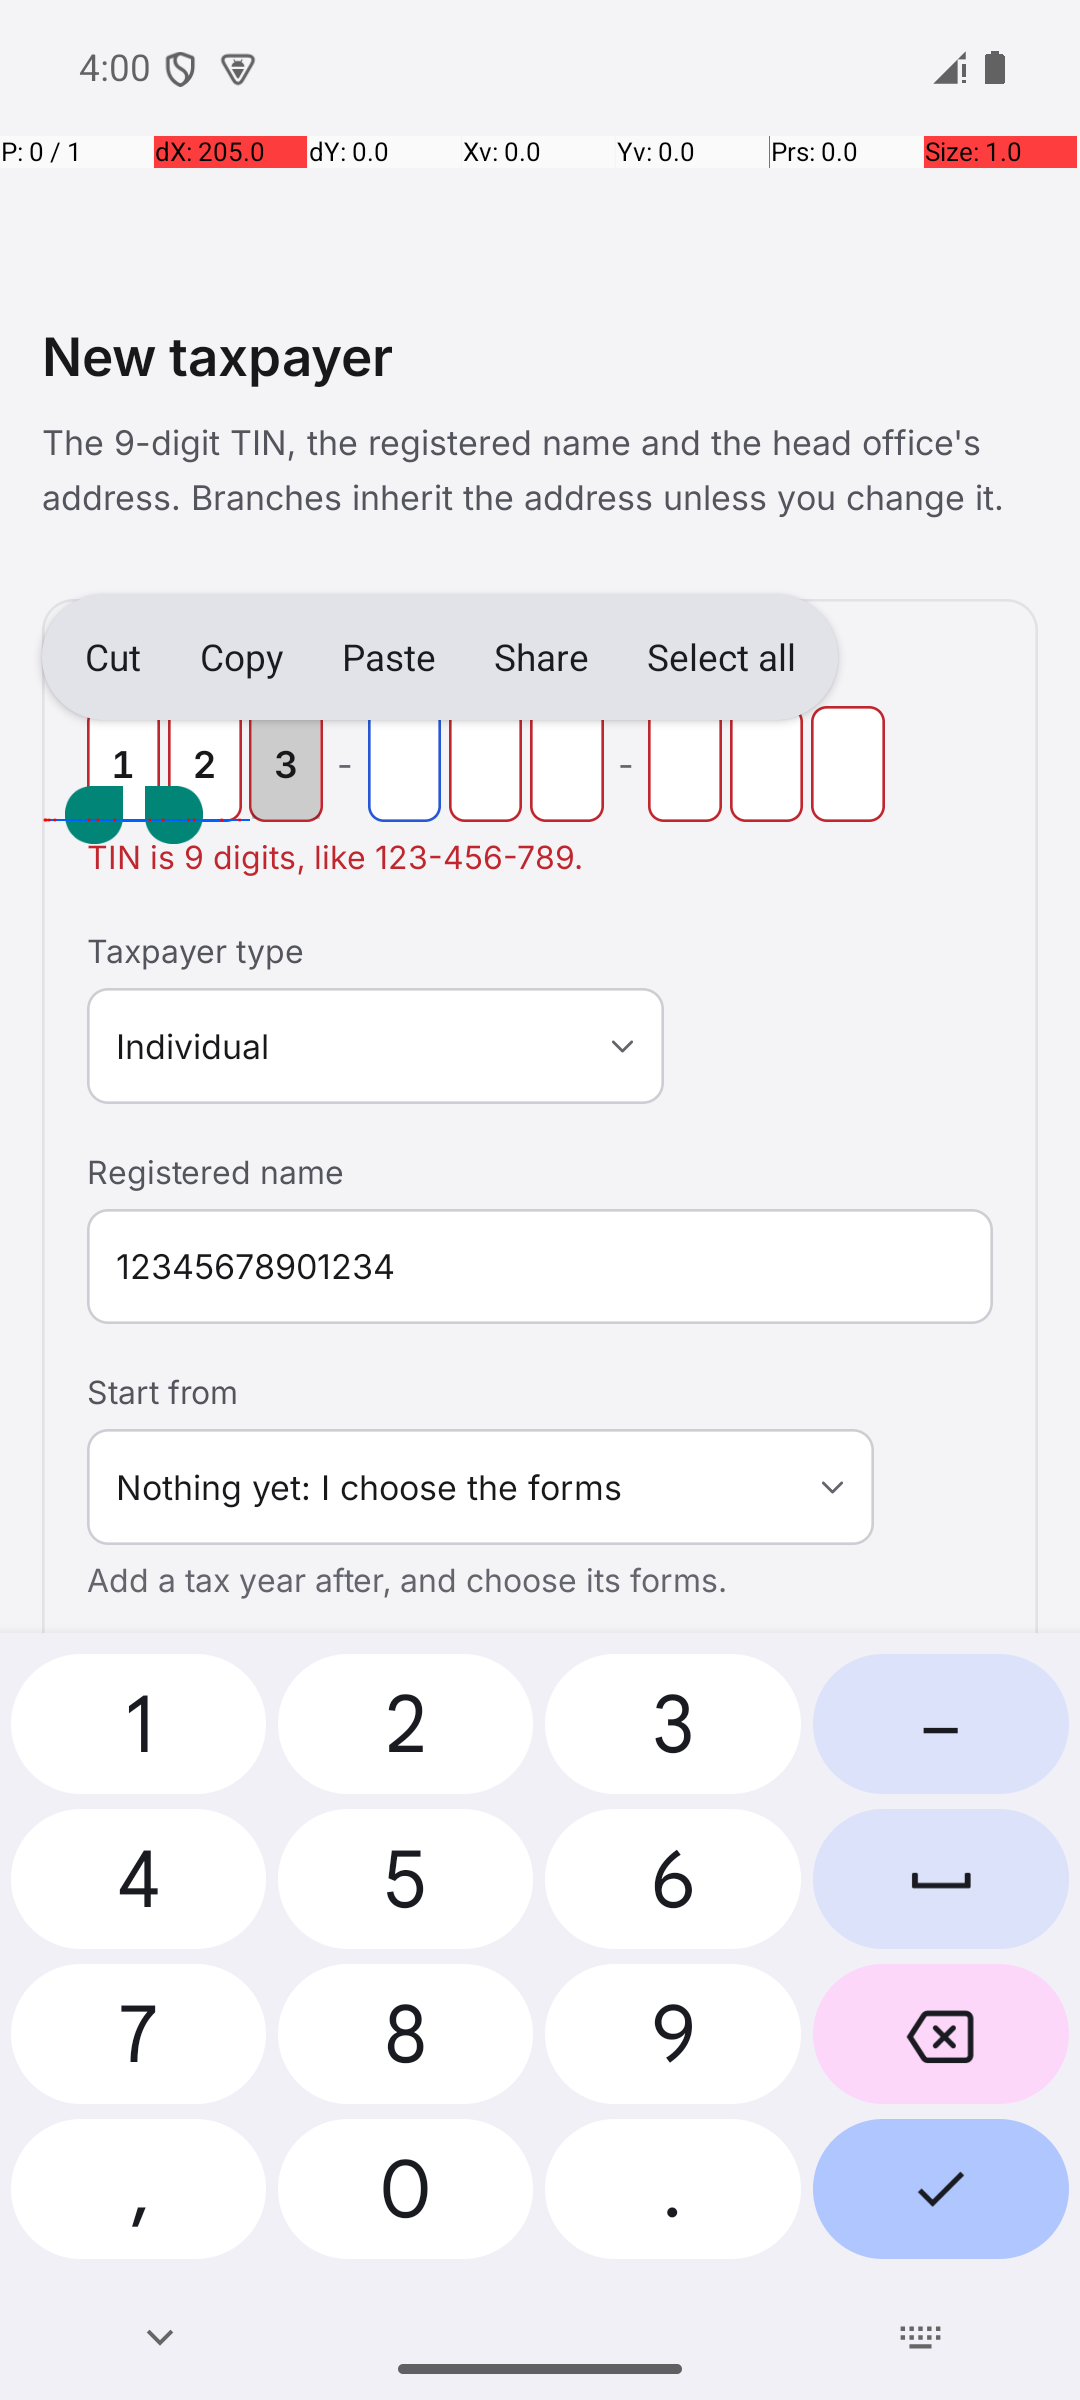 4:00
P: 0 / 1 dX: 205.0 dY: 0.0 Xv: 0.0 Yv: 0.0 Prs: 0.0 Size: 1.0
New taxpayer
The 9-digit TIN, the registered name and the head office's
address. Branches inherit the address unless you change it.
Cut Copy Paste Share Select all
1 2 3 - -
TIN is 9 digits, like 123-456-789.
Taxpayer type
Individual
Registered name
12345678901234
Start from
Nothing yet: I choose the forms
Add a tax year after, and choose its forms.
1 2 3 –
4 5 6
7 8 9
, 0 .